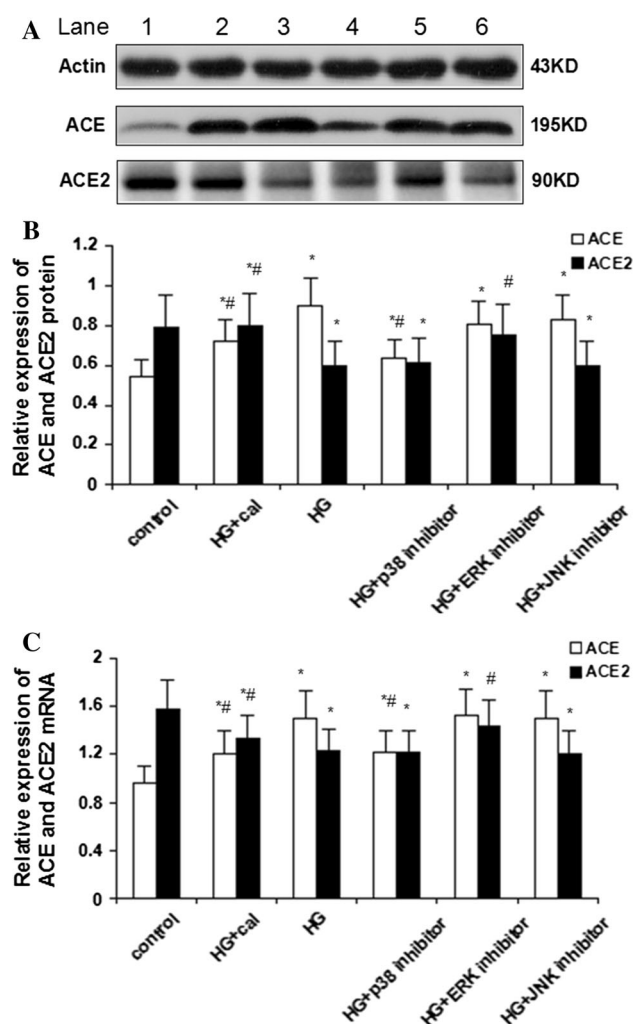 A Lane 1 2 3 4 5 6
Actin 43KD
ACE 195KD
ACE2 90KD
B
Relative expression of
ACE and ACE2 protein
1.2
1
0.8
0.6
0.4
0.2
0
*# *# * * *# * * # * *
ACE
ACE2
control HG+cal HG HG+p38 inhibitor HG+ERK inhibitor HG+JNK inhibitor
C
Relative expression of
ACE and ACE2 mRNA
2
1.6
1.2
0.8
0.4
0
*# *# * * *# * * # * *
ACE
ACE2
control HG+cal HG HG+p38 inhibitor HG+ERK inhibitor HG+JNK inhibitor